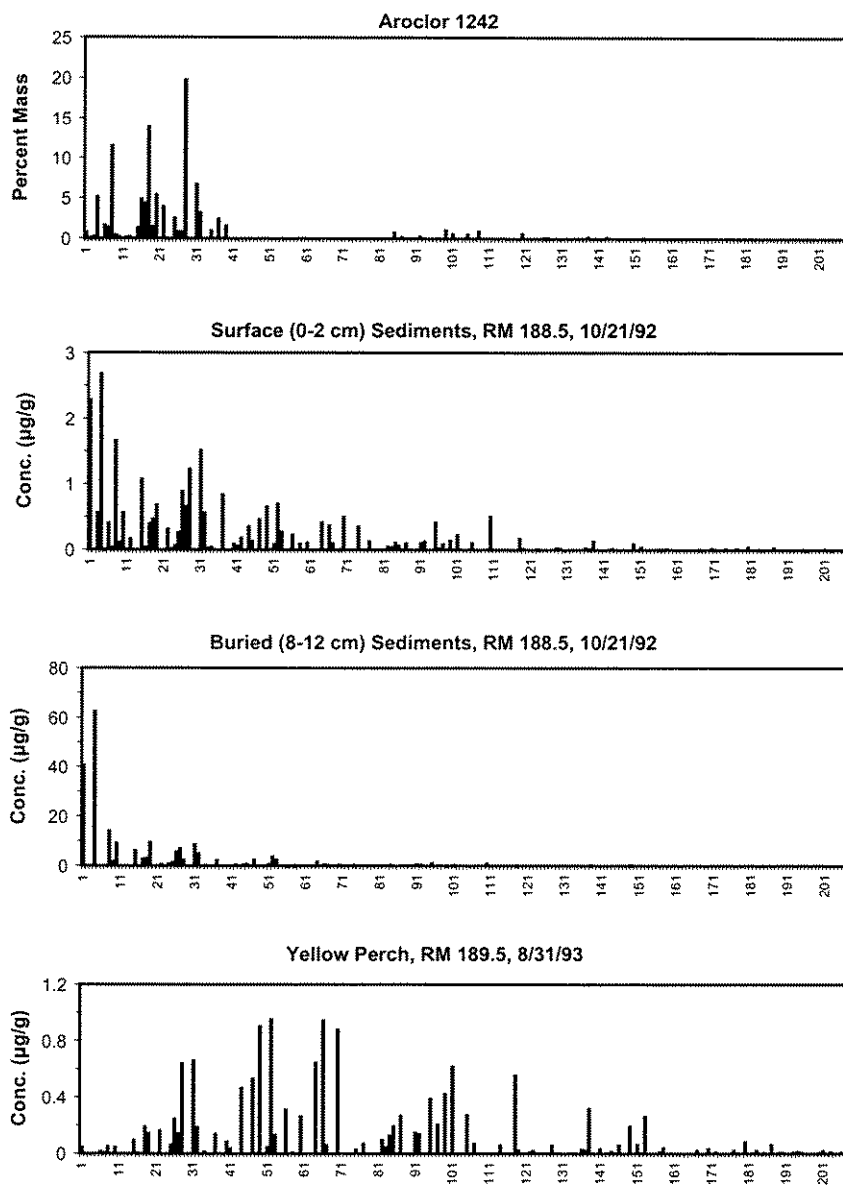 Aroclor 1242
Percent Mass
25
20
15
10
5
0
1 11 21 31 41 51 61 71 81 91 101 111 121 131 141 151 161 171 181 191 201
Surface (0-2 cm) Sediments, RM 188.5, 10/21/92
Conc. (µg/g)
3
2
1
0
1 11 21 31 41 51 61 71 81 91 101 111 121 131 141 151 161 171 181 191 201
Buried (8-12 cm) Sediments, RM 188.5, 10/21/92
Conc. (µg/g)
80
60
40
20
0
1 11 21 31 41 51 61 71 81 91 101 111 121 131 141 151 161 171 181 191 201
Yellow Perch, RM 189.5, 8/31/93
Conc. (µg/g)
1.2
0.8
0.4
0
1 11 21 31 41 51 61 71 81 91 101 111 121 131 141 151 161 171 181 191 201